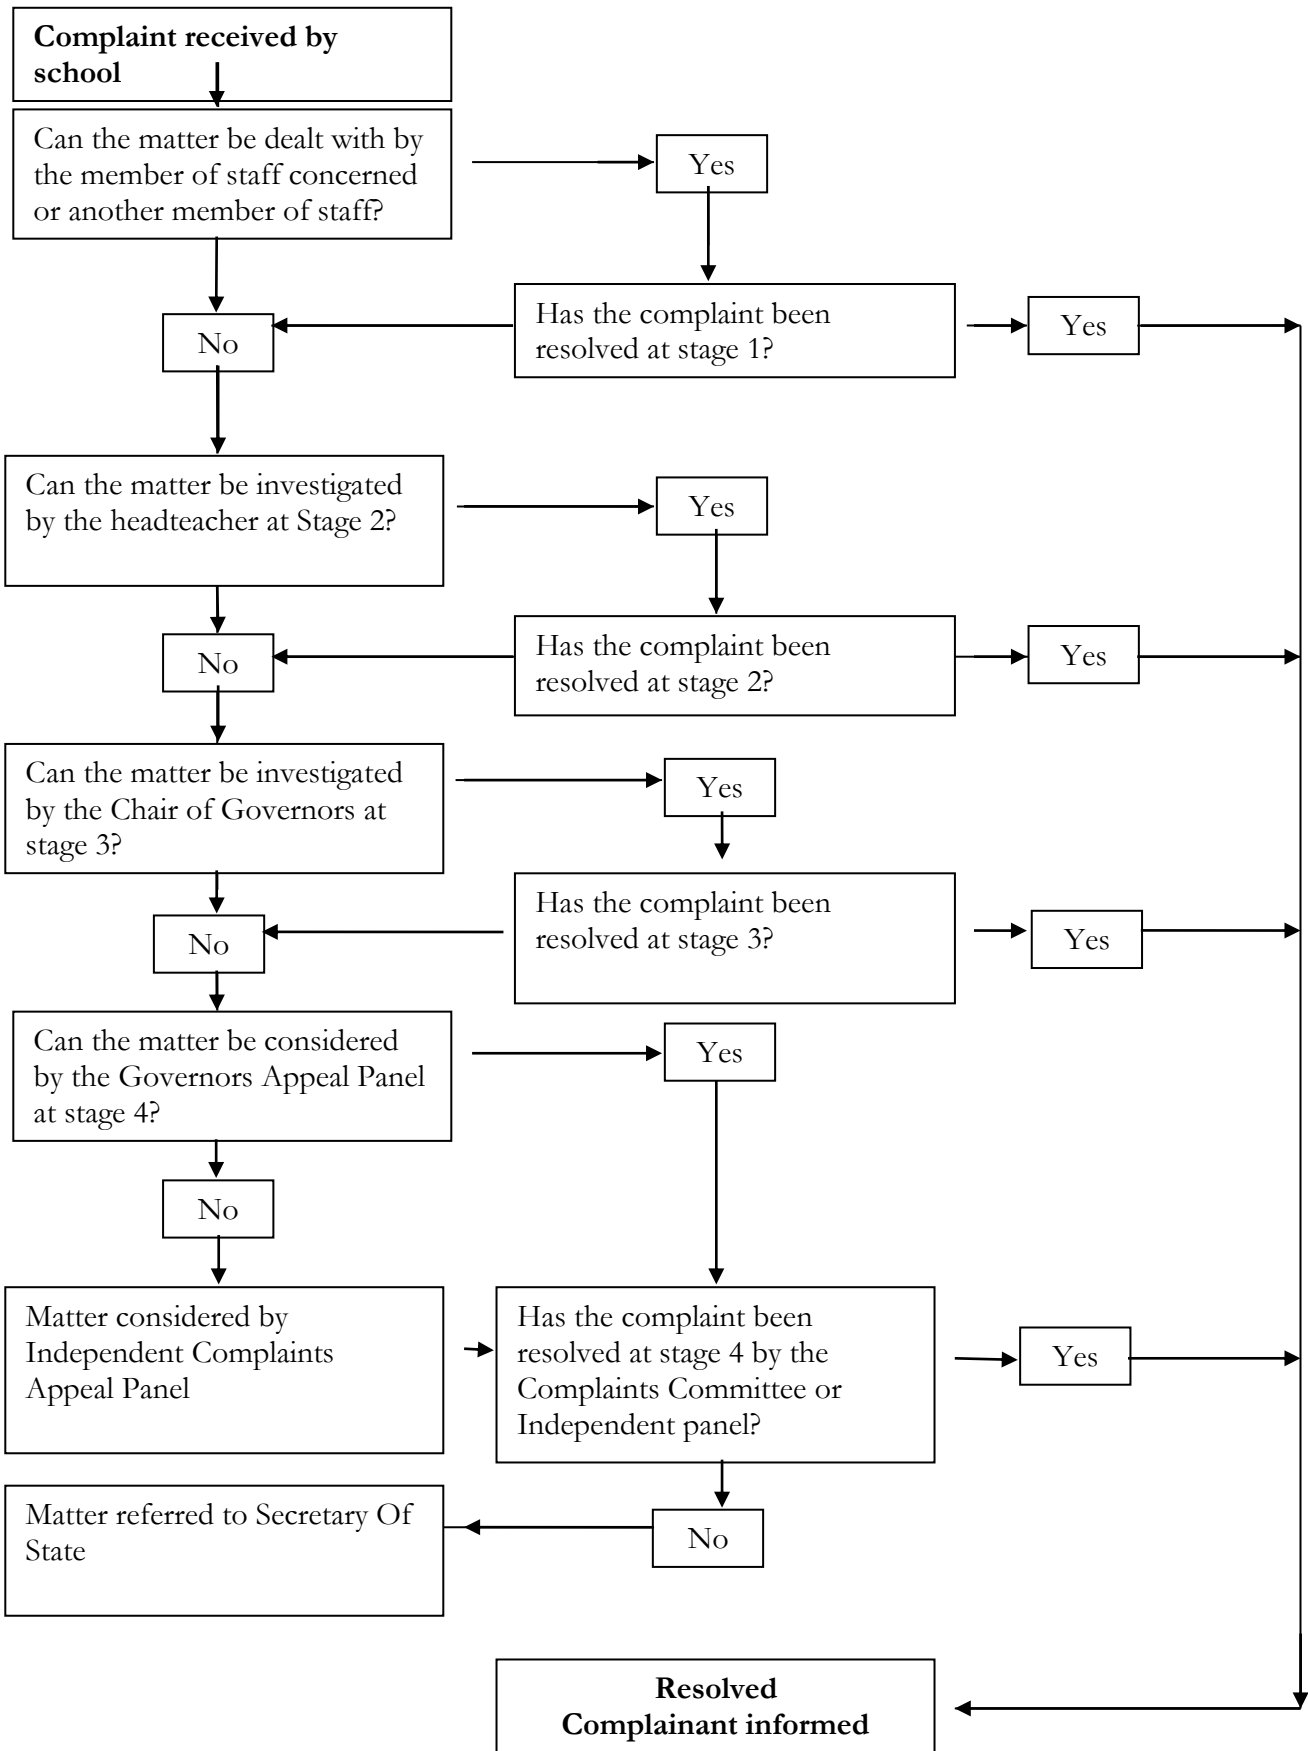 Complaint received by
school
Can the matter be dealt with by
the member of staff concerned
or another member of staff?
Yes
Has the complaint been
resolved at stage 1?
Yes
No
Can the matter be investigated
by the headteacher at Stage 2?
Yes
Has the complaint been
resolved at stage 2?
Yes
No
Can the matter be investigated
by the Chair of Governors at
stage 3?
Yes
Has the complaint been
resolved at stage 3?
Yes
No
Can the matter be considered
by the Governors Appeal Panel
at stage 4?
Yes
No
Matter considered by
Independent Complaints
Appeal Panel
Has the complaint been
resolved at stage 4 by the
Complaints Committee or
Independent panel?
Yes
No
Matter referred to Secretary Of
State
Resolved
Complainant informed